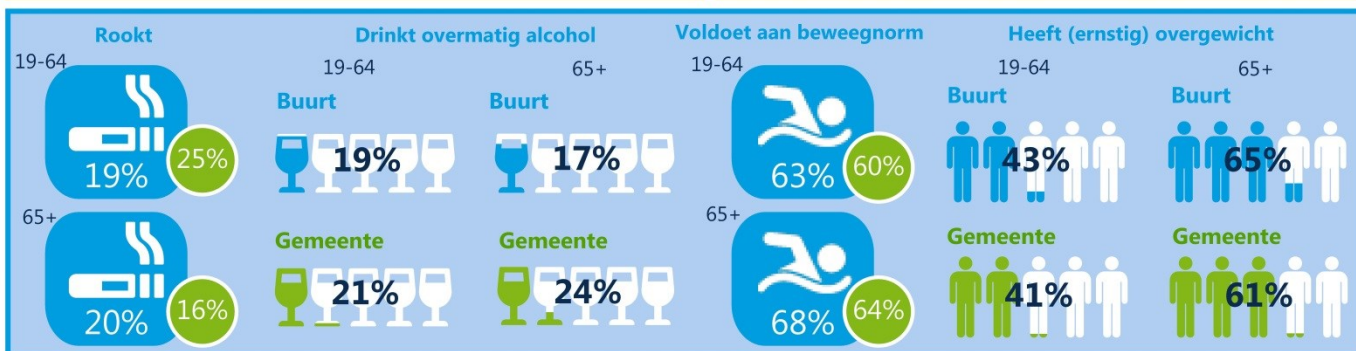 Rookt
19-64
19%
25%
65+
20%
16%
Drinkt overmatig alcohol
19-64
65+
Buurt
Buurt
19%
17%
Gemeente
Gemeente
21%
24%
Voldoet aan beweegnorm
19-64
63%
60%
65+
68%
64%
Heeft (ernstig) overgewicht
19-64
65+
Buurt
Buurt
43%
65%
Gemeente
Gemeente
41%
61%